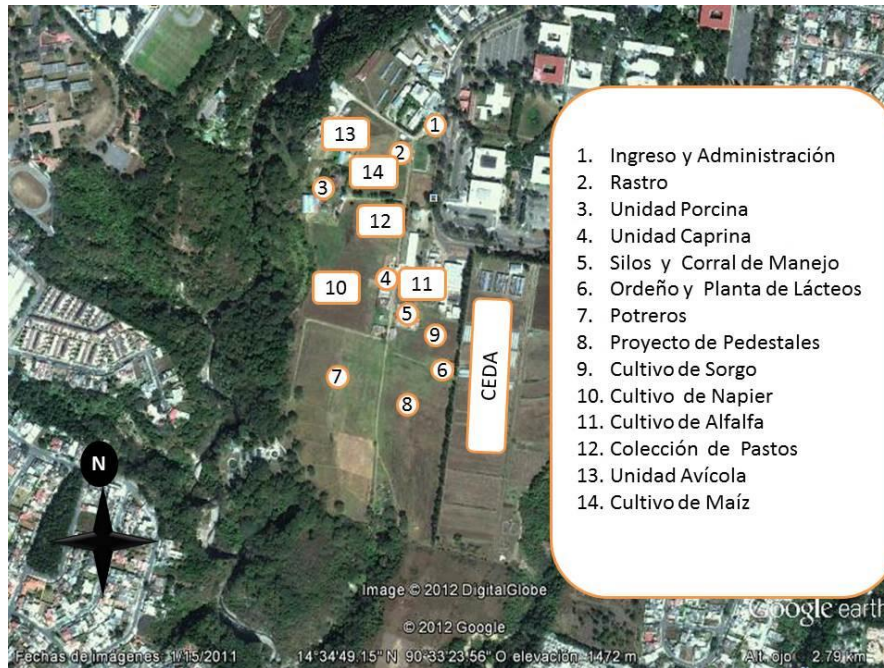 1
13
2
14
3
12
4
11
10
5
9
6
7
8
CEDA
N
1. Ingreso y Administración
2. Rastro
3. Unidad Porcina
4. Unidad Caprina
5. Silos y Corral de Manejo
6. Ordeño y Planta de Lácteos
7. Potreros
8. Proyecto de Pedestales
9. Cultivo de Sorgo
10. Cultivo de Napier
11. Cultivo de Alfalfa
12. Colección de Pastos
13. Unidad Avícola
14. Cultivo de Maíz
Image © 2012 DigitalGlobe
© 2012 Google
Google earth
Fechas de imágenes: 1/15/2011 14°34'49.15" N 90°33'23.56" O elevación 1472 m Alt. ojo 2.79 km